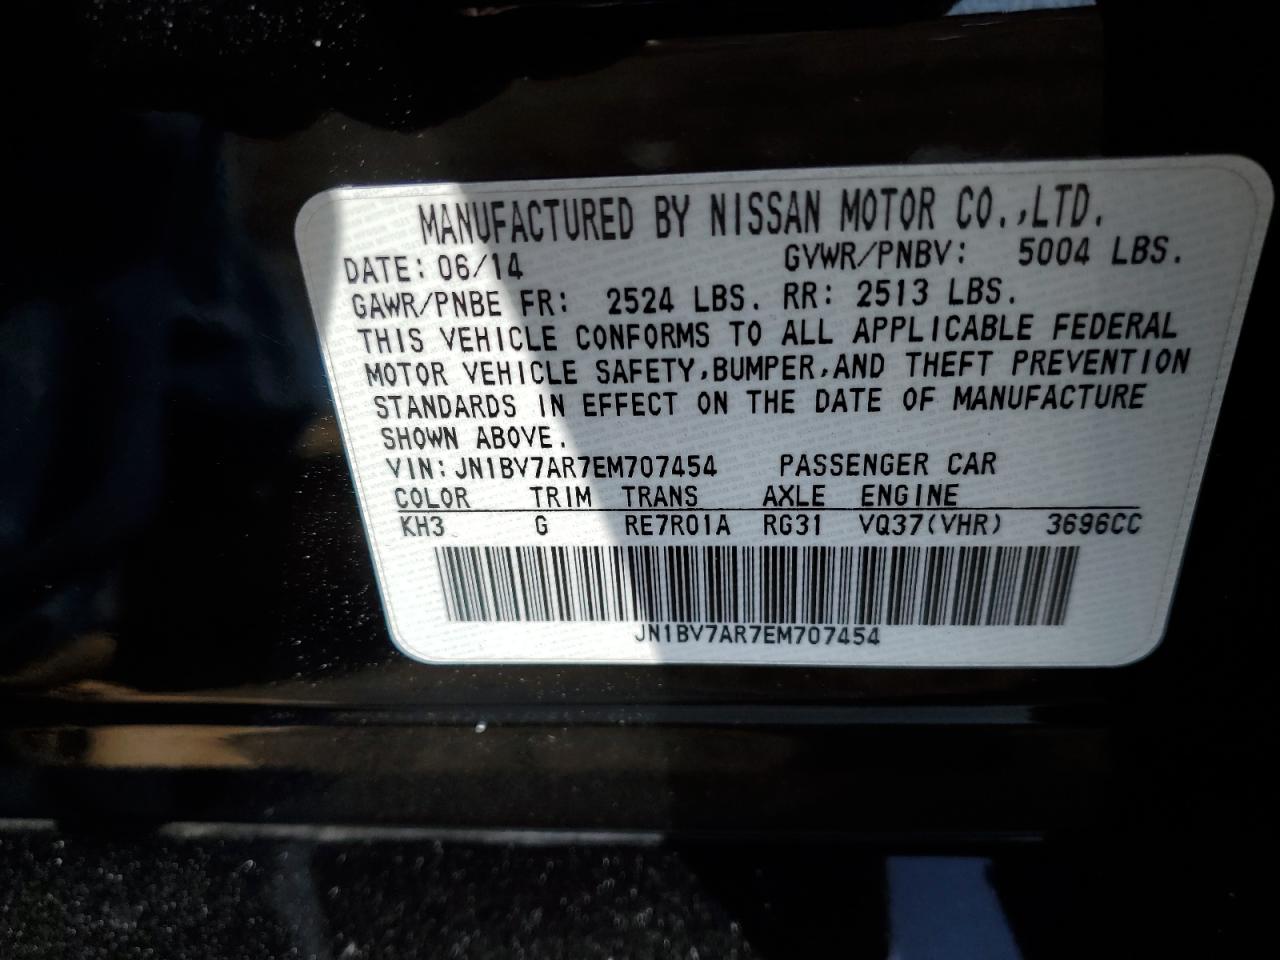 MANUFACTURED BY NISSAN MOTOR CO.,LTD.
DATE: 06/14 GVWR/PNBV: 5004 LBS.
GAWR/PNBE FR: 2524 LBS. RR: 2513 LBS.
THIS VEHICLE CONFORMS TO ALL APPLICABLE FEDERAL
MOTOR VEHICLE SAFETY,BUMPER,AND THEFT PREVENTION
STANDARDS IN EFFECT ON THE DATE OF MANUFACTURE
SHOWN ABOVE.
VIN:JN1BV7AR7EM707454 PASSENGER CAR
COLOR TRIM TRANS AXLE ENGINE
KH3 G RE7R01A RG31 VQ37(VHR) 3696CC
JN1BV7AR7EM707454